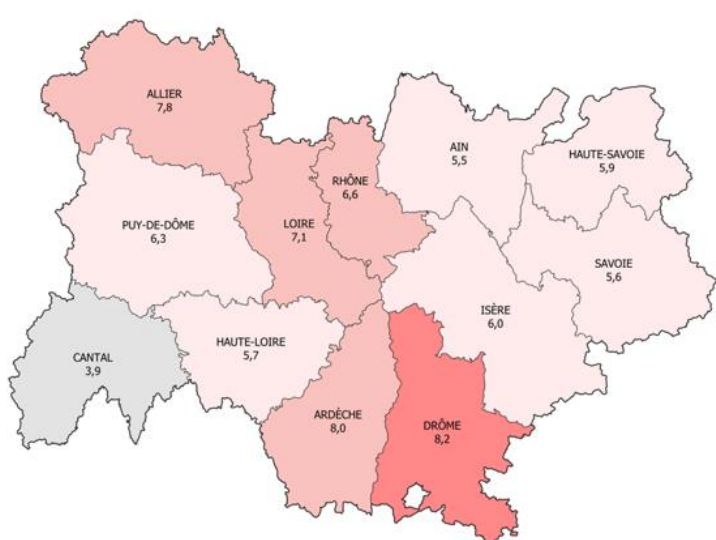 ALLIER
7,8
AIN
5,5
HAUTE-SAVOIE
5,9
RHÔNE
6,6
PUY-DE-DÔME
6,3
LOIRE
7,1
SAVOIE
5,6
ISÈRE
6,0
HAUTE-LOIRE
5,7
CANTAL
3,9
ARDÈCHE
8,0
DRÔME
8,2